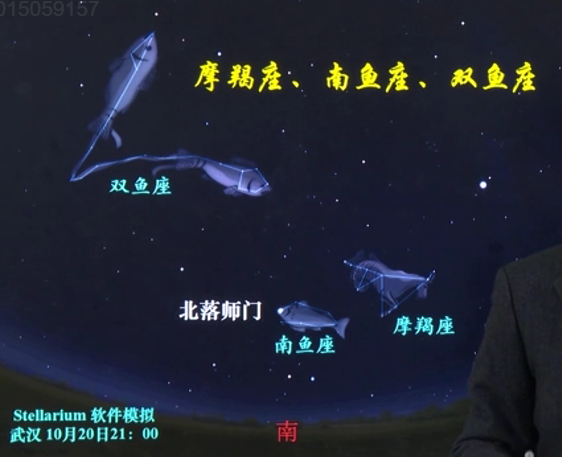 015059157
摩羯座、南鱼座、双鱼座
双鱼座
北落师门
南鱼座
摩羯座
Stellarium 软件模拟
武汉 10月20日21：00
南